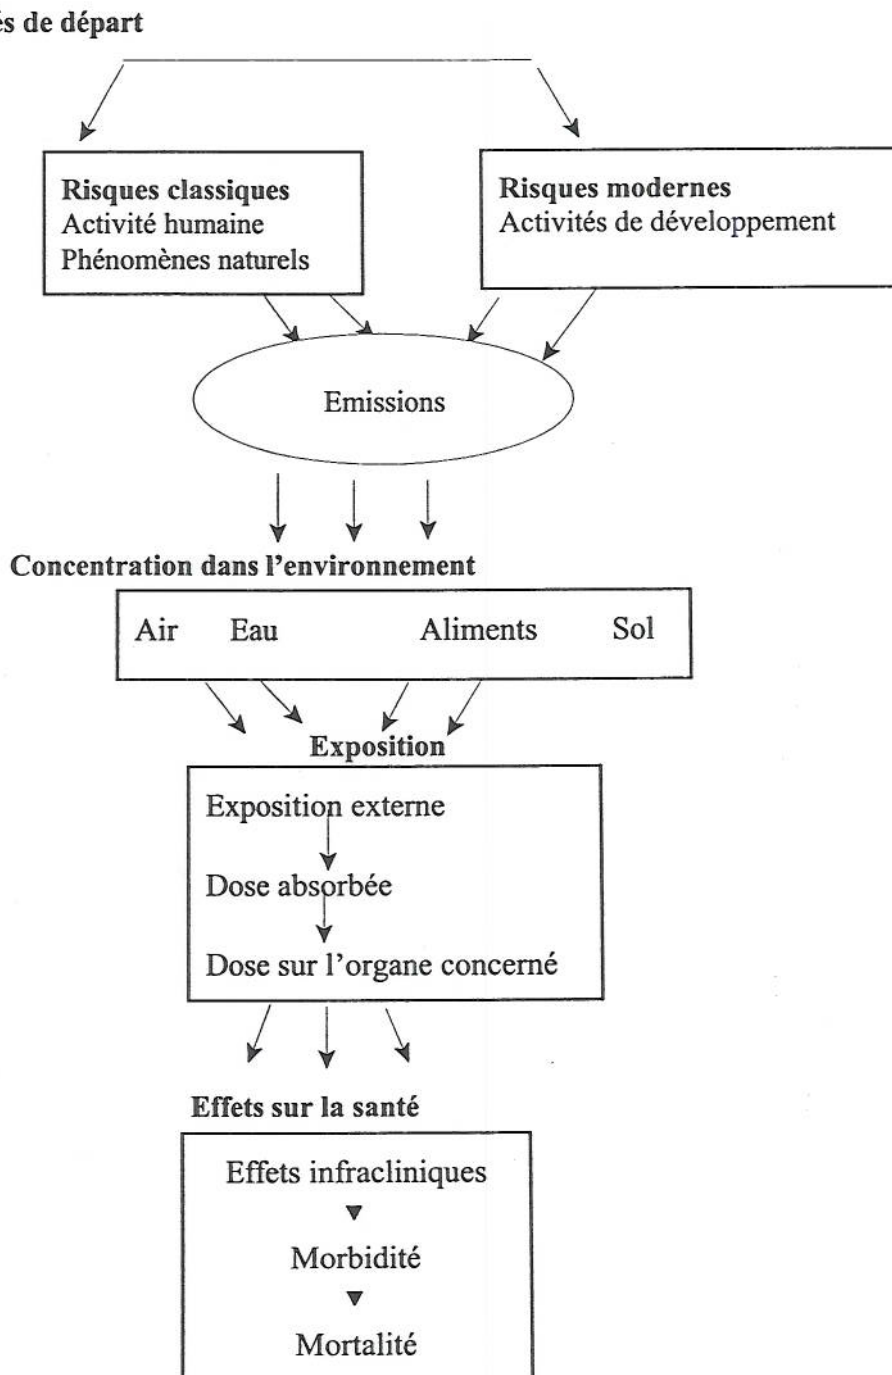 és de départ
Risques classiques
Activité humaine
Phénomènes naturels
Risques modernes
Activités de développement
Emissions
Concentration dans l'environnement
Air Eau Aliments Sol
Exposition
Exposition externe
Dose absorbée
Dose sur l'organe concerné
Effets sur la santé
Effets infracliniques
Morbidité
Mortalité